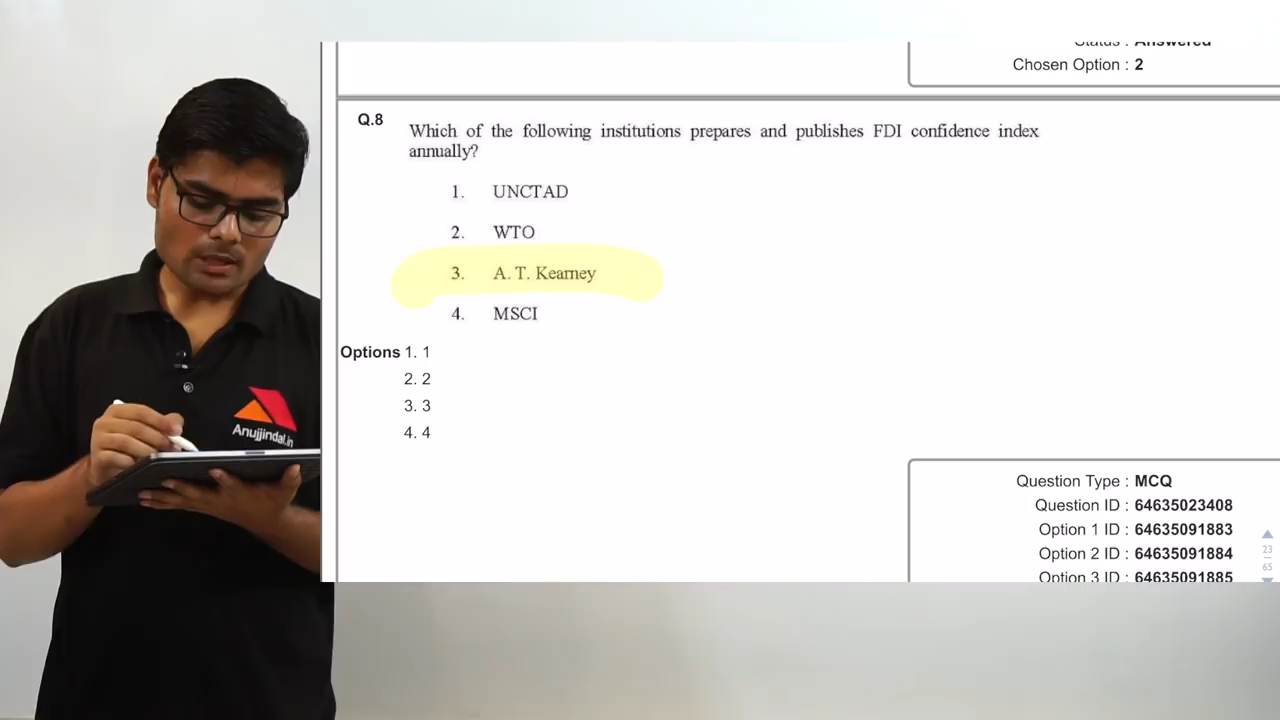 Status : Answered
Chosen Option : 2
Q.8
Which of the following institutions prepares and publishes FDI confidence index
annually?
1. UNCTAD
2. WTO
3. A. T. Kearney
4. MSCI
Options 1. 1
2. 2
3. 3
4. 4
Anujjindal.in
Question Type : MCQ
Question ID : 64635023408
Option 1 ID : 64635091883
Option 2 ID : 64635091884
Option 3 ID : 64635091885
23
65